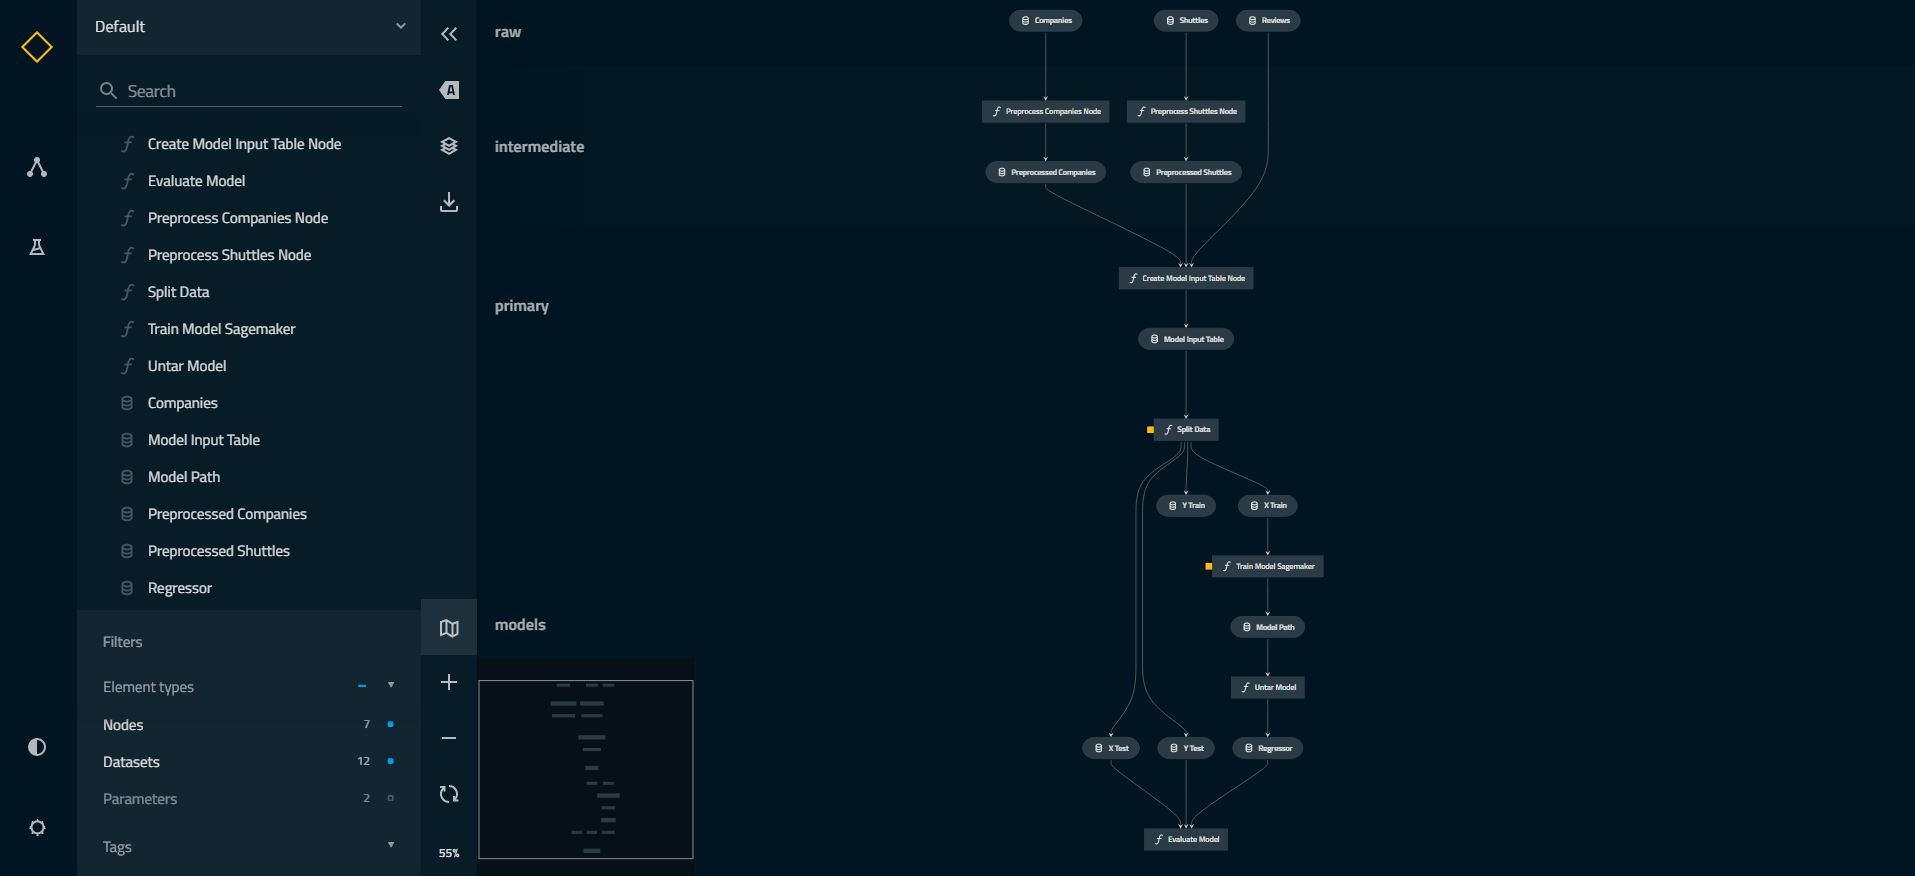 Default
Search
Create Model Input Table Node
Evaluate Model
Preprocess Companies Node
Preprocess Shuttles Node
Split Data
Train Model Sagemaker
Untar Model
Companies
Model Input Table
Model Path
Preprocessed Companies
Preprocessed Shuttles
Regressor
Filters
Element types
Nodes 7
Datasets 12
Parameters 2
Tags
A
55%
raw
intermediate
primary
models
Companies
Shuttles
Reviews
Preprocess Companies Node
Preprocess Shuttles Node
Preprocessed Companies
Preprocessed Shuttles
Create Model Input Table Node
Model Input Table
Split Data
Y Train
X Train
Train Model Sagemaker
Model Path
Untar Model
X Test
Y Test
Regressor
Evaluate Model